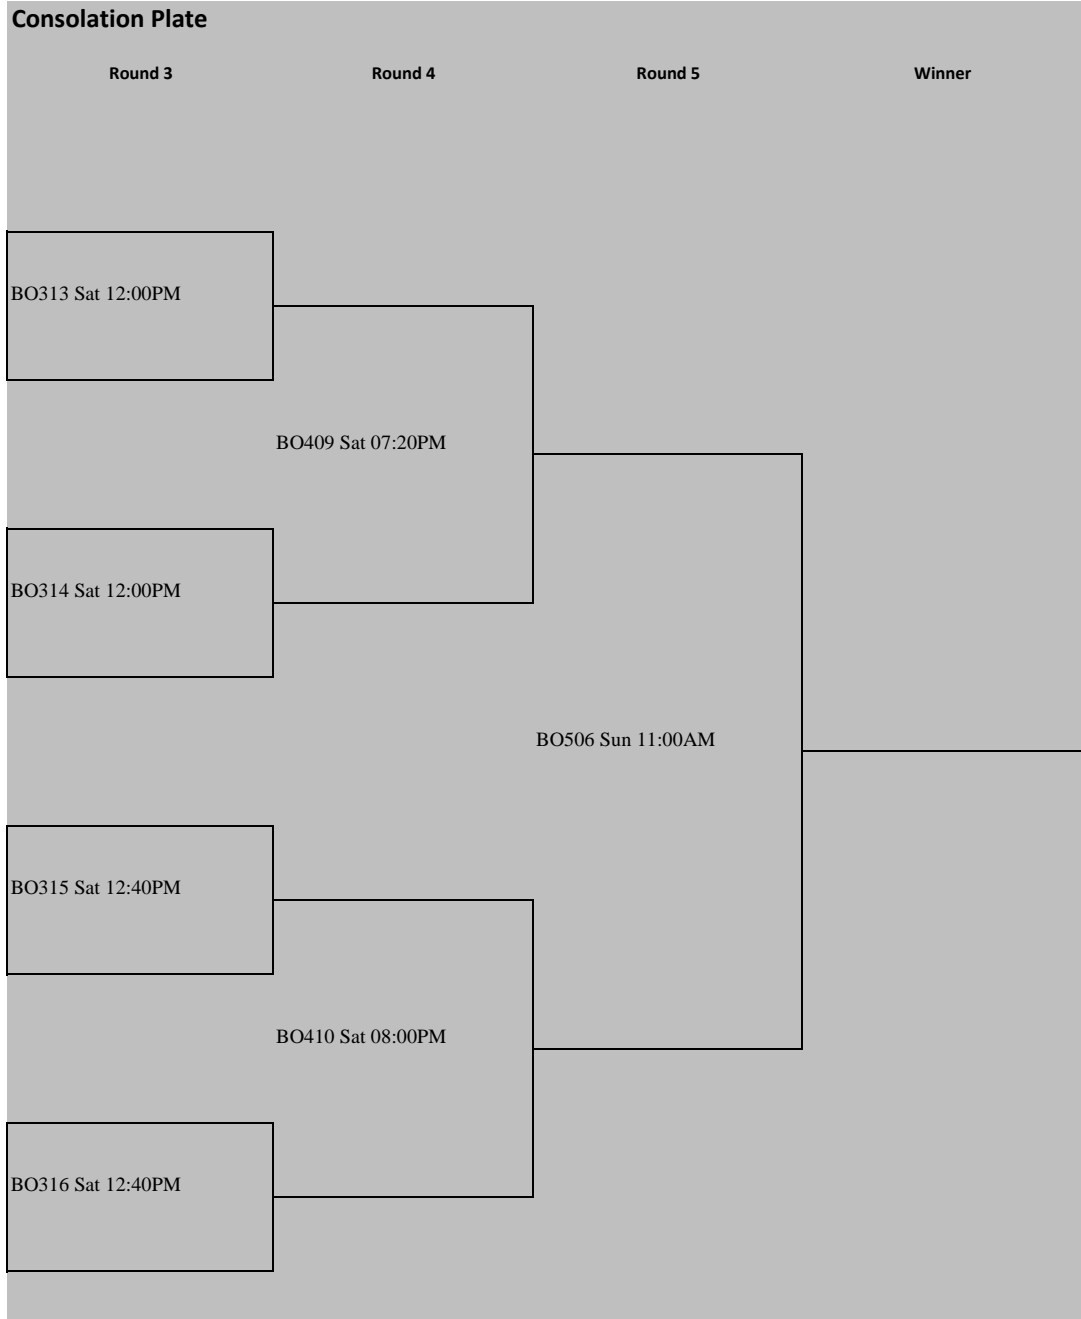 Consolation Plate
Round 3 Round 4 Round 5 Winner
BO313 Sat 12:00PM
BO409 Sat 07:20PM
BO314 Sat 12:00PM
BO506 Sun 11:00AM
BO315 Sat 12:40PM
BO410 Sat 08:00PM
BO316 Sat 12:40PM